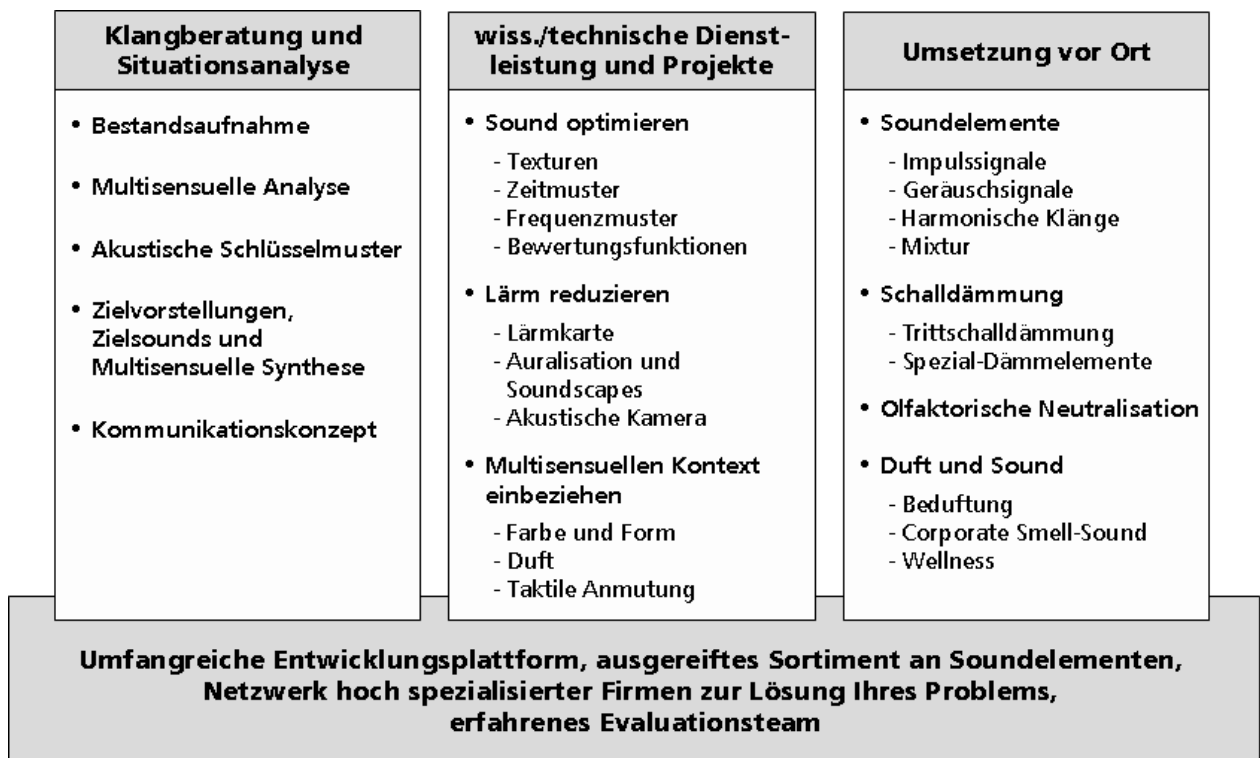 Klangberatung und
Situationsanalyse
• Bestandsaufnahme
• Multisensuelle Analyse
• Akustische Schlüsselmuster
• Zielvorstellungen,
Zielsounds und
Multisensuelle Synthese
• Kommunikationskonzept
wiss./technische Dienst-
leistung und Projekte
• Sound optimieren
- Texturen
- Zeitmuster
- Frequenzmuster
- Bewertungsfunktionen
• Lärm reduzieren
- Lärmkarte
- Auralisation und
Soundscapes
- Akustische Kamera
• Multisensuellen Kontext
einbeziehen
- Farbe und Form
- Duft
- Taktile Anmutung
Umsetzung vor Ort
• Soundelemente
- Impulssignale
- Geräuschsignale
- Harmonische Klänge
- Mixtur
• Schalldämmung
- Trittschalldämmung
- Spezial-Dämmelemente
• Olfaktorische Neutralisation
• Duft und Sound
- Beduftung
- Corporate Smell-Sound
- Wellness
Umfangreiche Entwicklungsplattform, ausgereiftes Sortiment an Soundelementen,
Netzwerk hoch spezialisierter Firmen zur Lösung Ihres Problems,
erfahrenes Evaluationsteam